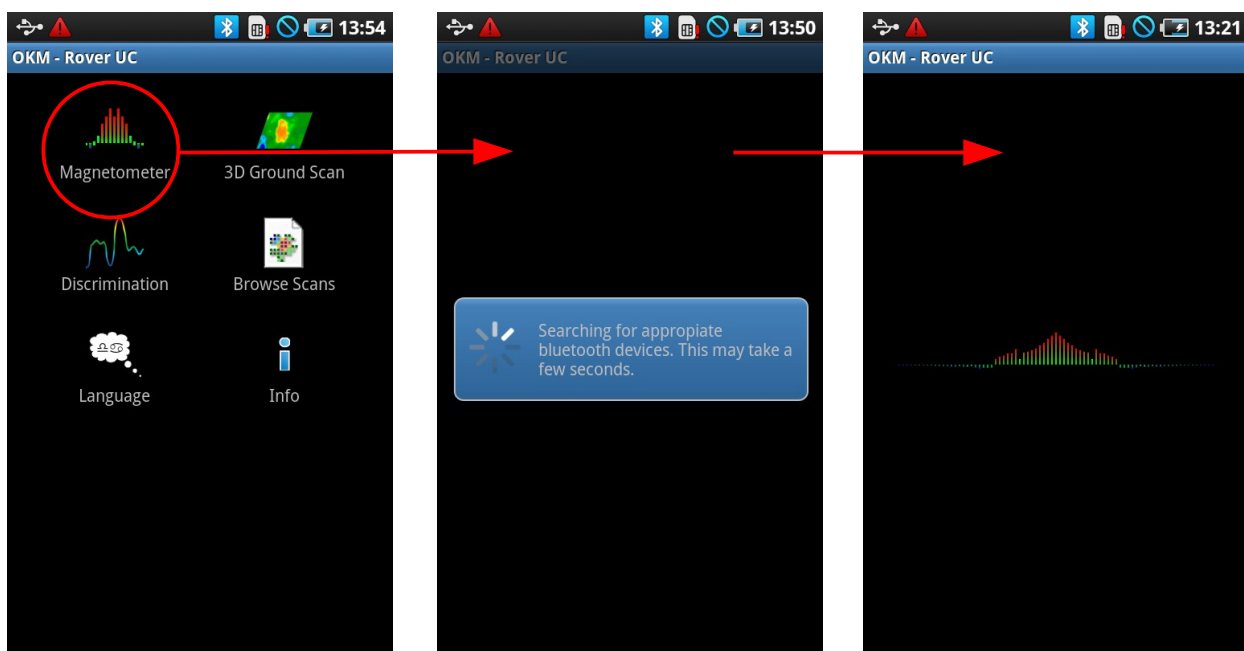 13:54
OKM - Rover UC
Magnetometer
3D Ground Scan
Discrimination
Browse Scans
Language
Info
13:50
OKM - Rover UC
Searching for appropiate
bluetooth devices. This may take a
few seconds.
13:21
OKM - Rover UC